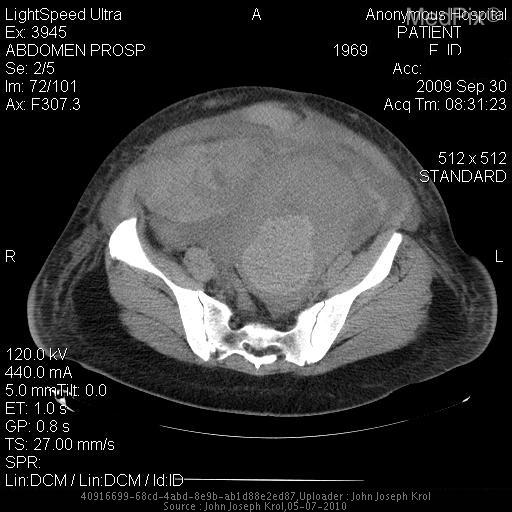 LightSpeed Ultra
Ex: 3945
ABDOMEN PROSP
Se: 2/5
Im: 72/101
Ax: F307.3
A
Anonymous Hospital
MedPix®
PATIENT
1969 F ID
Acc:
2009 Sep 30
Acq Tm: 08:31:23
512 x 512
STANDARD
R
L
120.0 kV
440.0 mA
5.0 mmTilt: 0.0
ET: 1.0 s
GP: 0.8 s
TS: 27.00 mm/s
SPR:
Lin:DCM / Lin:DCM / Id:ID
40916699-68cd-4abd-8e9b-ab1d88e2ed87,Uploader : John Joseph Krol
Source : John Joseph Krol,05-07-2010